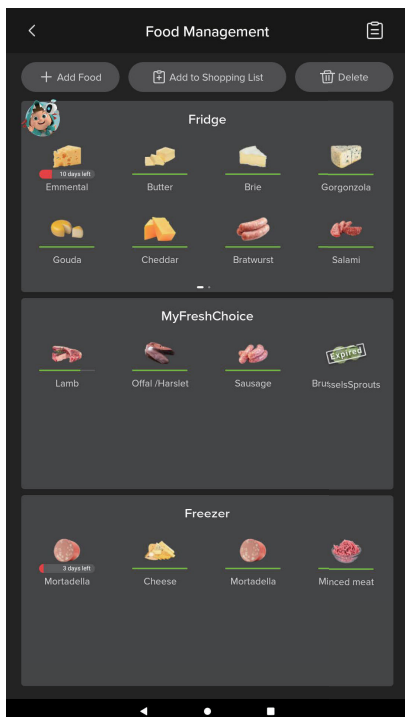 Food Management
+ Add Food
Add to Shopping List
Delete
Fridge
10 days left
Emmental
Butter
Brie
Gorgonzola
Gouda
Cheddar
Bratwurst
Salami
MyFreshChoice
Expired
Lamb
Offal /Harslet
Sausage
BrusselsSprouts
Freezer
3 days left
Mortadella
Cheese
Mortadella
Minced meat